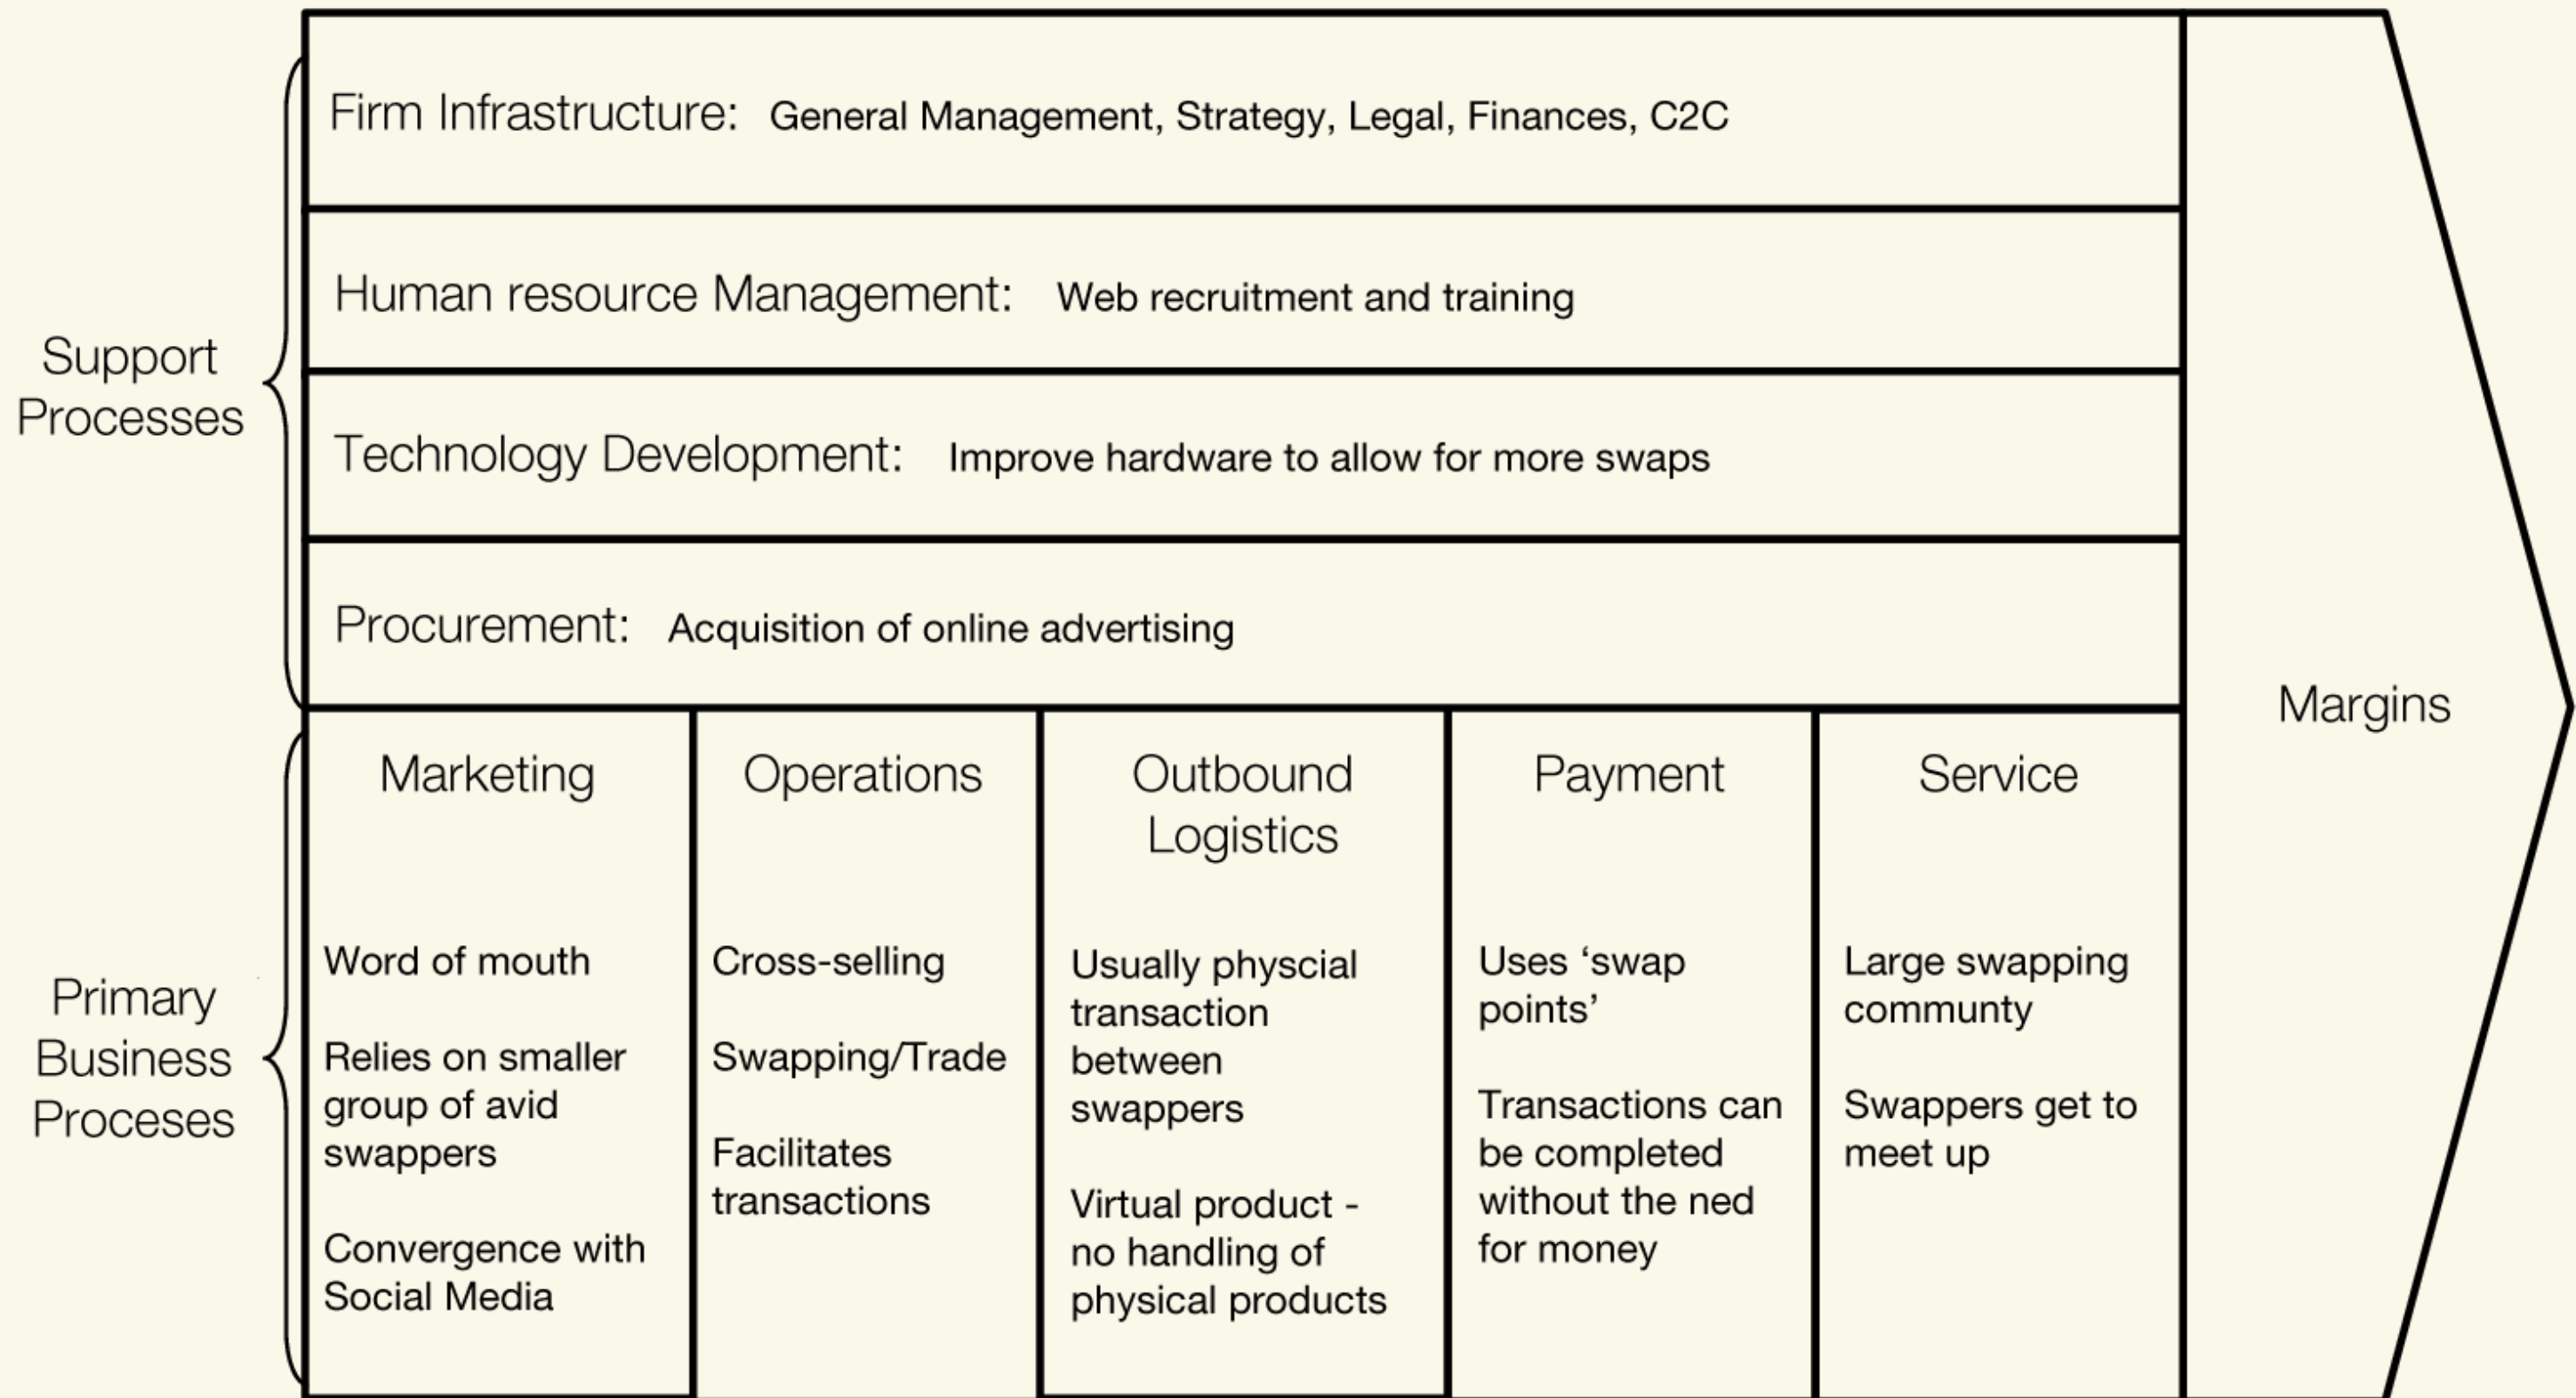 Firm Infrastructure: General Management, Strategy, Legal, Finances, C2C
Human resource Management: Web recruitment and training
Support
Processes
Technology Development: Improve hardware to allow for more swaps
Procurement: Acquisition of online advertising
Margins
Primary
Business
Proceses
Marketing
Word of mouth
Relies on smaller
group of avid
swappers
Convergence with
Social Media
Operations
Cross-selling
Swapping/Trade
Facilitates
transactions
Outbound
Logistics
Usually physcial
transaction
between
swappers
Virtual product -
no handling of
physical products
Payment
Uses ‘swap
points’
Transactions can
be completed
without the ned
for money
Service
Large swapping
communty
Swappers get to
meet up